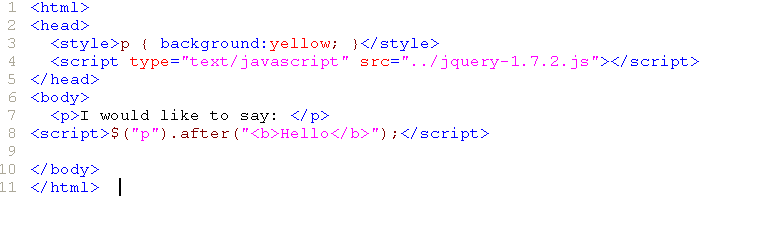 1 <html>
2 <head>
3   <style>p { background:yellow; }</style>
4   <script type="text/javascript" src="../jquery-1.7.2.js"></script>
5 </head>
6 <body>
7   <p>I would like to say: </p>
8 <script>$("p").after("<b>Hello</b>");</script>
9
10 </body>
11 </html>